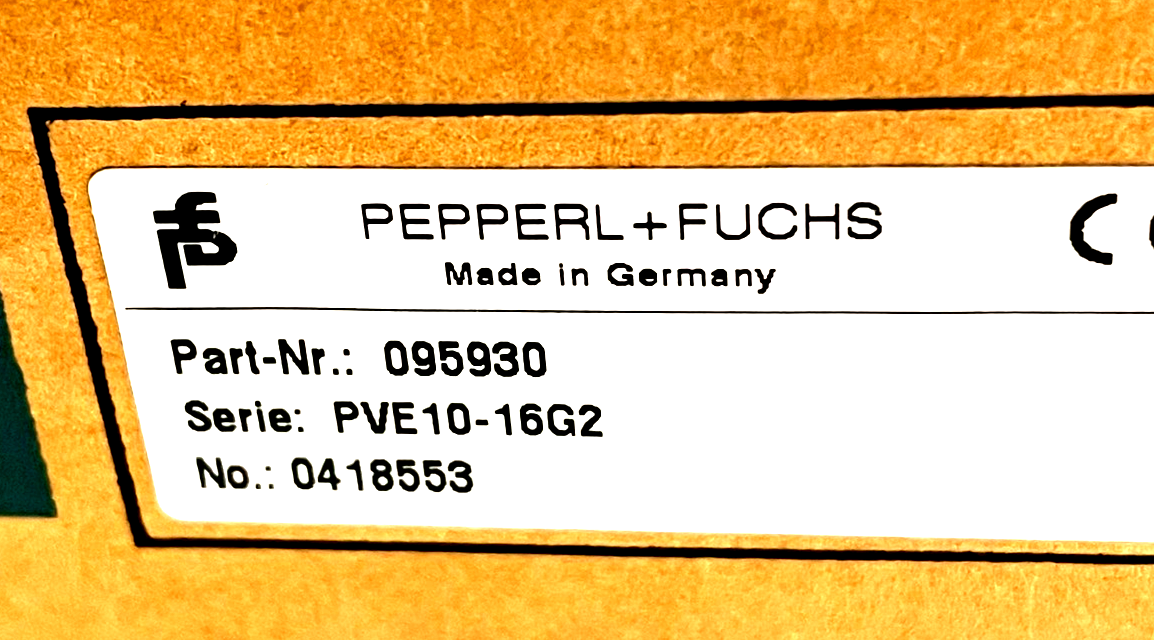 PEPPERL+FUCHS
Made in Germany
Part-Nr.: 095930
Serie: PVE10-16G2
No.: 0418553